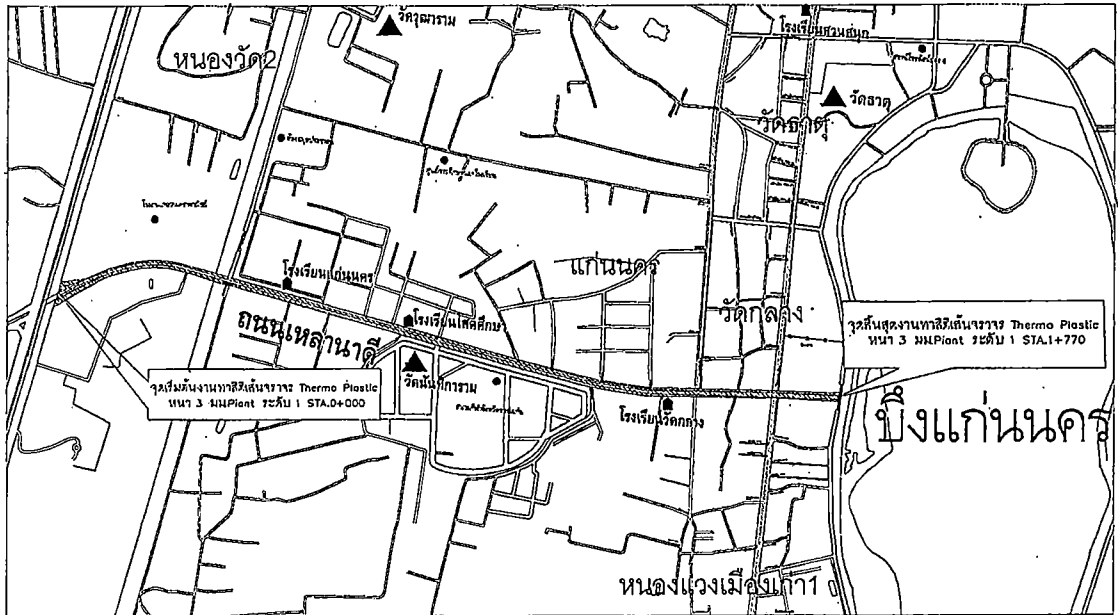 วัดวุฒาราม
โรงเรียนสวนสนุก
หนองวัด2
วัดธาตุ
วัดธาตุ
โรงเรียนแก่นนคร
แก่นนคร
วัดกลาง
โรงเรียนโสตศึกษา
ถนนเหล่านาดี
วัดนันทิการาม
จุดสิ้นสุดงานทาสีตีเส้นจราจร Thermo Plastic
หนา 3 มม.Piant ระดับ 1 STA.1+770
จุดเริ่มต้นงานทาสีตีเส้นจราจร Thermo Plastic
หนา 3 มม.Piant ระดับ 1 STA.0+000
โรงเรียนวัดกลาง
บึงแก่นนคร
หนองแวงเมืองเก่า1